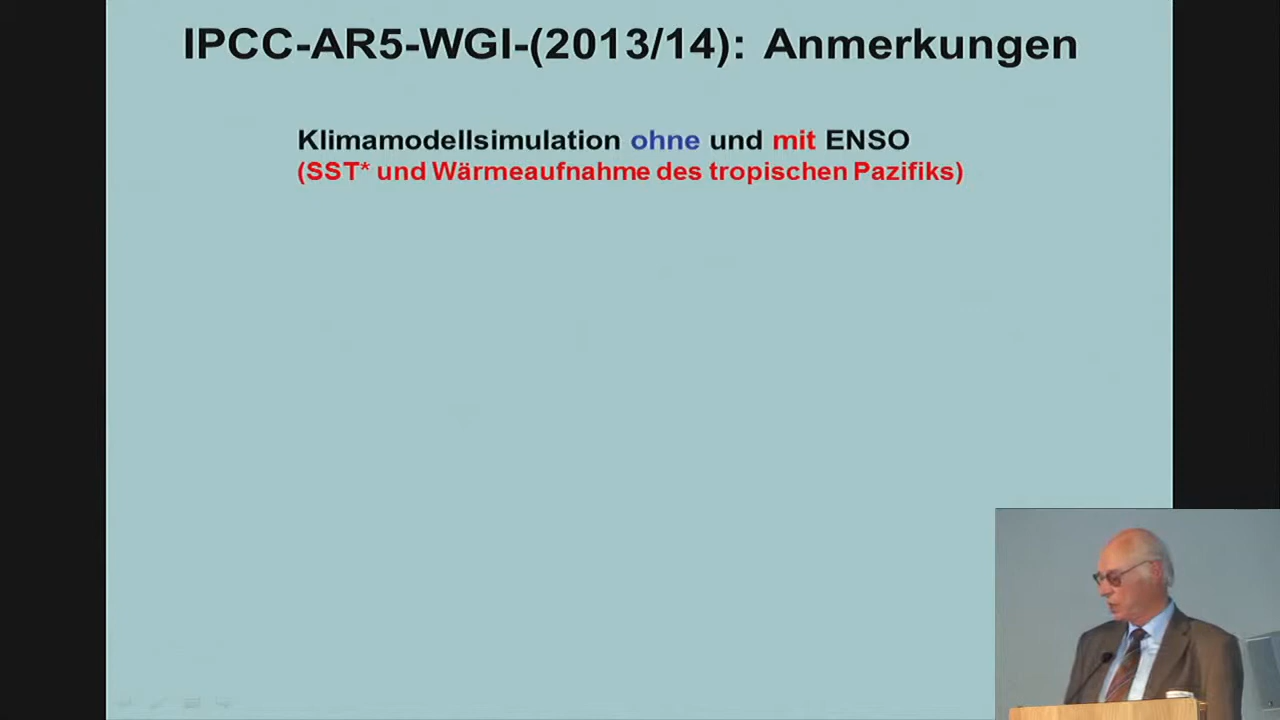 IPCC-AR5-WGI-(2013/14): Anmerkungen
Klimamodellsimulation ohne und mit ENSO
(SST* und Wärmeaufnahme des tropischen Pazifiks)